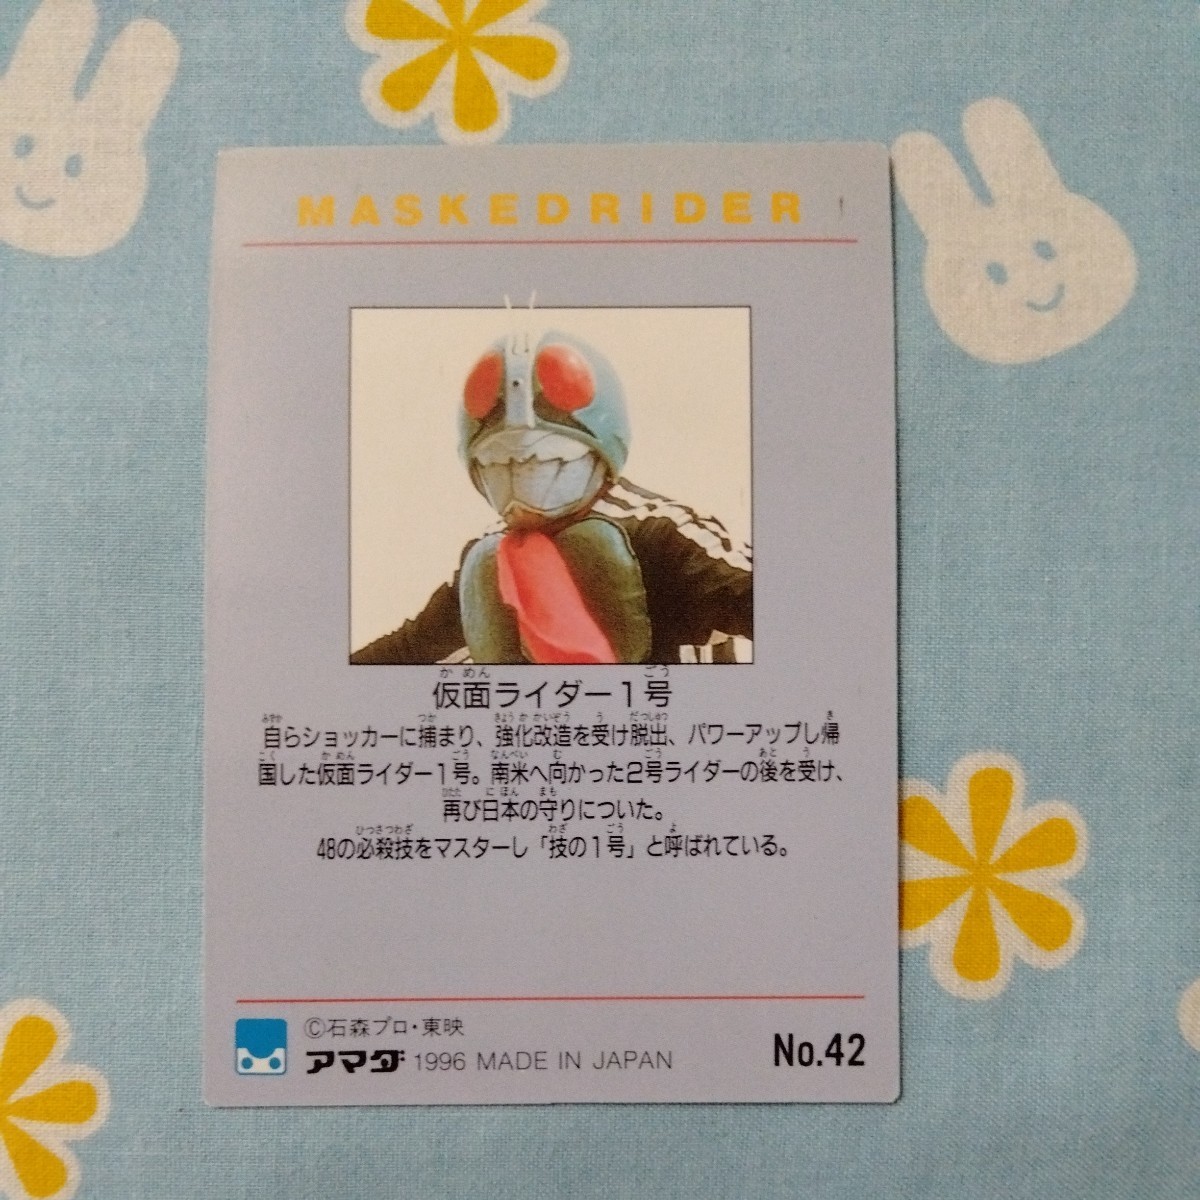 MASKED RIDER
仮面ライダー1号
自らショッカーに捕まり、強化改造を受け脱出、パワーアップし帰
国した仮面ライダー1号。南米へ向かった2号ライダーの後を受け、
再び日本の守りについた。
48の必殺技をマスターし「技の1号」と呼ばれている。
©石森プロ・東映
アマダ 1996 MADE IN JAPAN
No.42